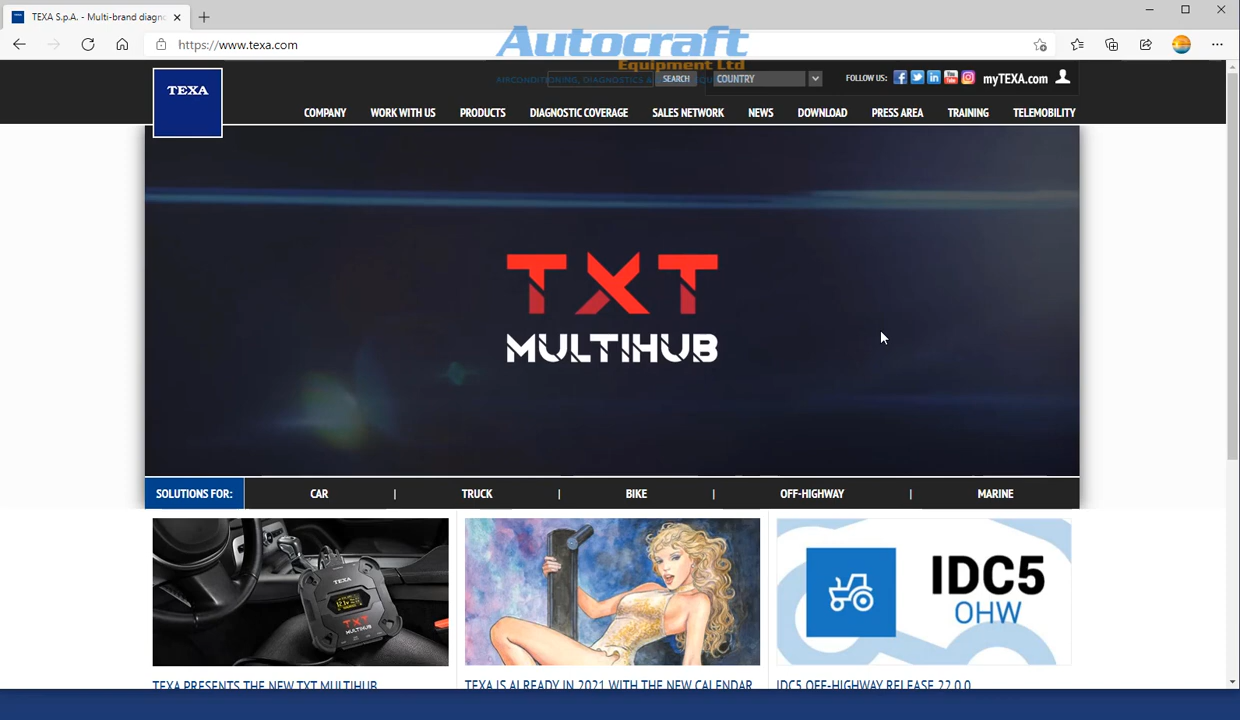 TEXA S.p.A. - Multi-brand diagno
https://www.texa.com
Autocraft
Equipment Ltd
TEXA
SEARCH
COUNTRY
FOLLOW US:
myTEXA.com
COMPANY
WORK WITH US
PRODUCTS
DIAGNOSTIC COVERAGE
SALES NETWORK
NEWS
DOWNLOAD
PRESS AREA
TRAINING
TELEMOBILITY
TXT
MULTIHUB
SOLUTIONS FOR:
CAR | TRUCK | BIKE | OFF-HIGHWAY | MARINE
TEXA
TXT
MULTIHUB
IDC5
OHW
TEXA PRESENTS THE NEW TXT MULTIHUB
TEXA IS ALREADY IN 2021 WITH THE NEW CALENDAR
IDC5 OFF-HIGHWAY RELEASE 22.0.0